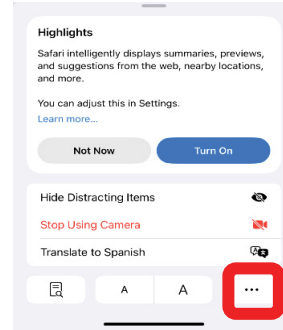 Highlights
Safari intelligently displays summaries, previews,
and suggestions from the web, nearby locations,
and more.
You can adjust this in Settings.
Learn more...
Not Now
Turn On
Hide Distracting Items
Stop Using Camera
Translate to Spanish
A
A
...